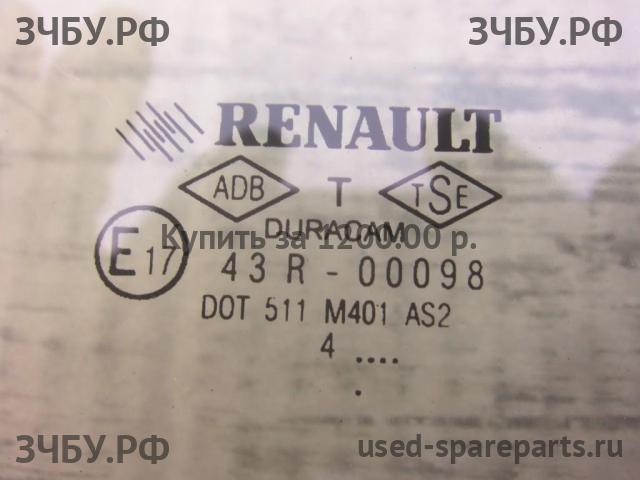 ЗЧБУ.РФ ЗЧБУ.РФ
RENAULT
ADB T TSE
DURACAM
Купить за 1200.00 р.
E 17 43 R - 00098
DOT 511 M401 AS2
4 ....
.
ЗЧБУ.РФ used-spareparts.ru